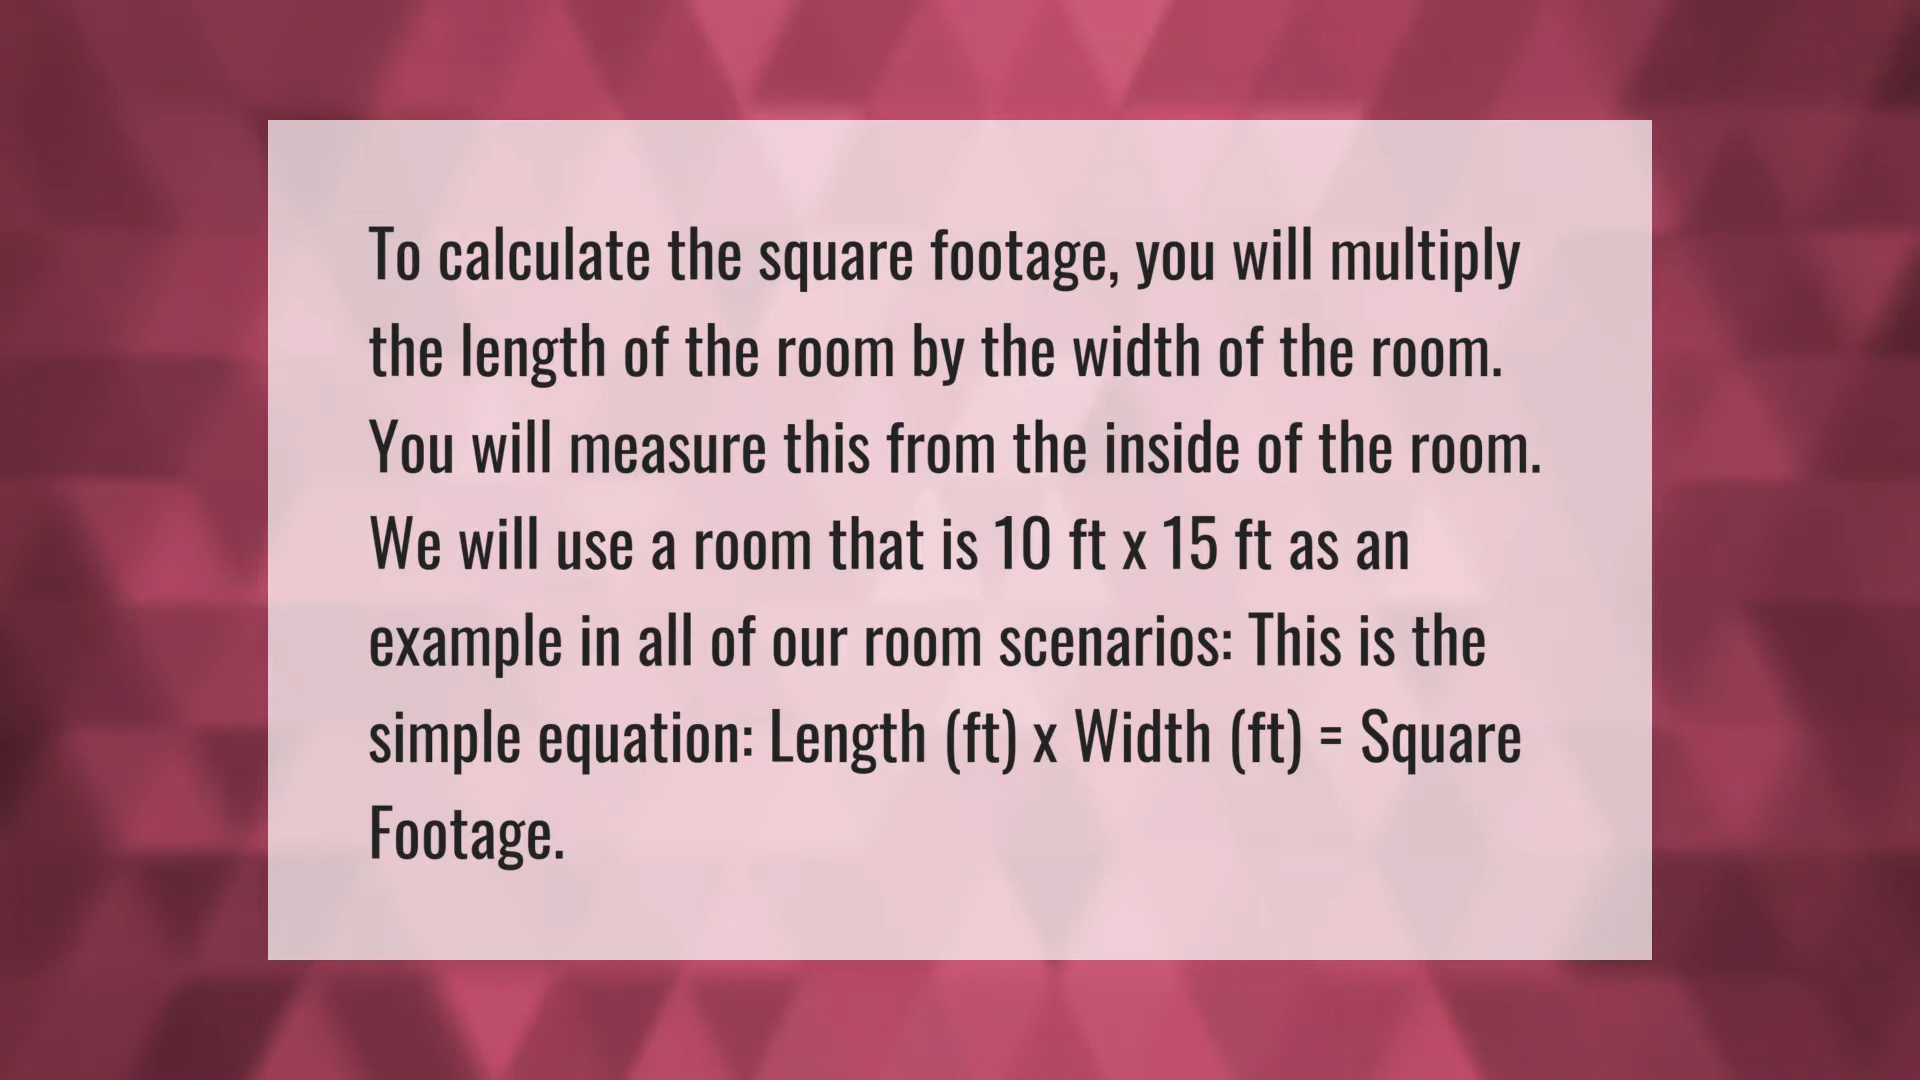 To calculate the square footage, you will multiply
the length of the room by the width of the room.
You will measure this from the inside of the room.
We will use a room that is 10 ft x 15 ft as an
example in all of our room scenarios: This is the
simple equation: Length (ft) x Width (ft) = Square
Footage.